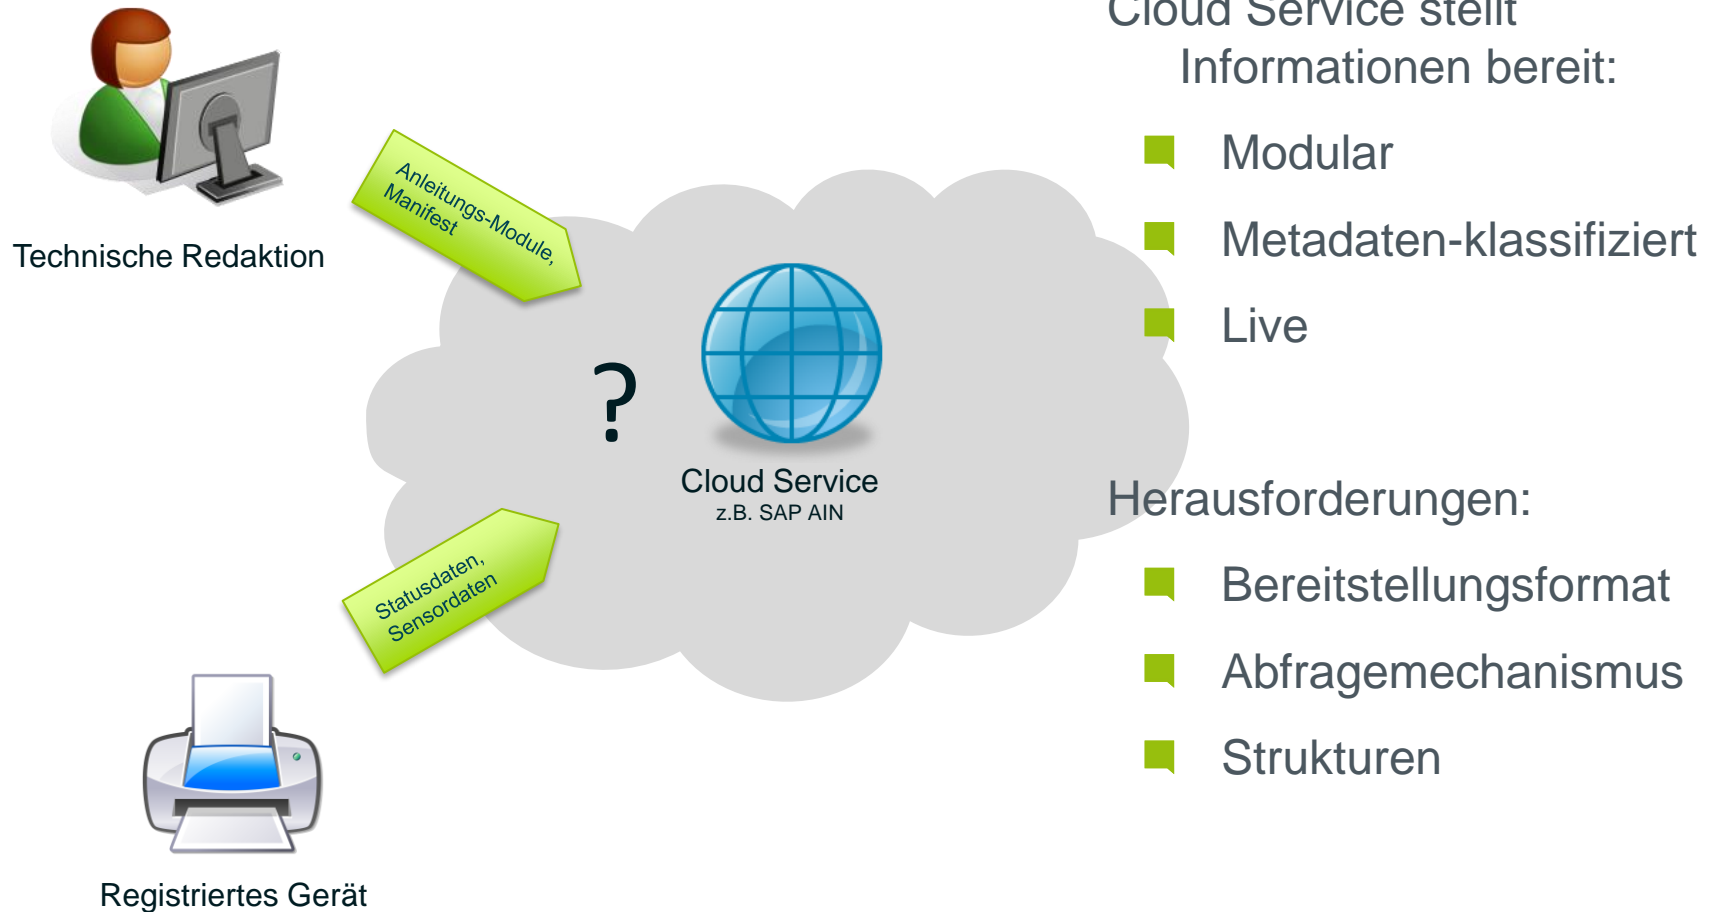 Technische Redaktion
Anleitungs-Module,
Manifest
?
Cloud Service
z.B. SAP AIN
Statusdaten,
Sensordaten
Registriertes Gerät
Cloud Service stellt
Informationen bereit:
Modular
Metadaten-klassifiziert
Live
Herausforderungen:
Bereitstellungsformat
Abfragemechanismus
Strukturen